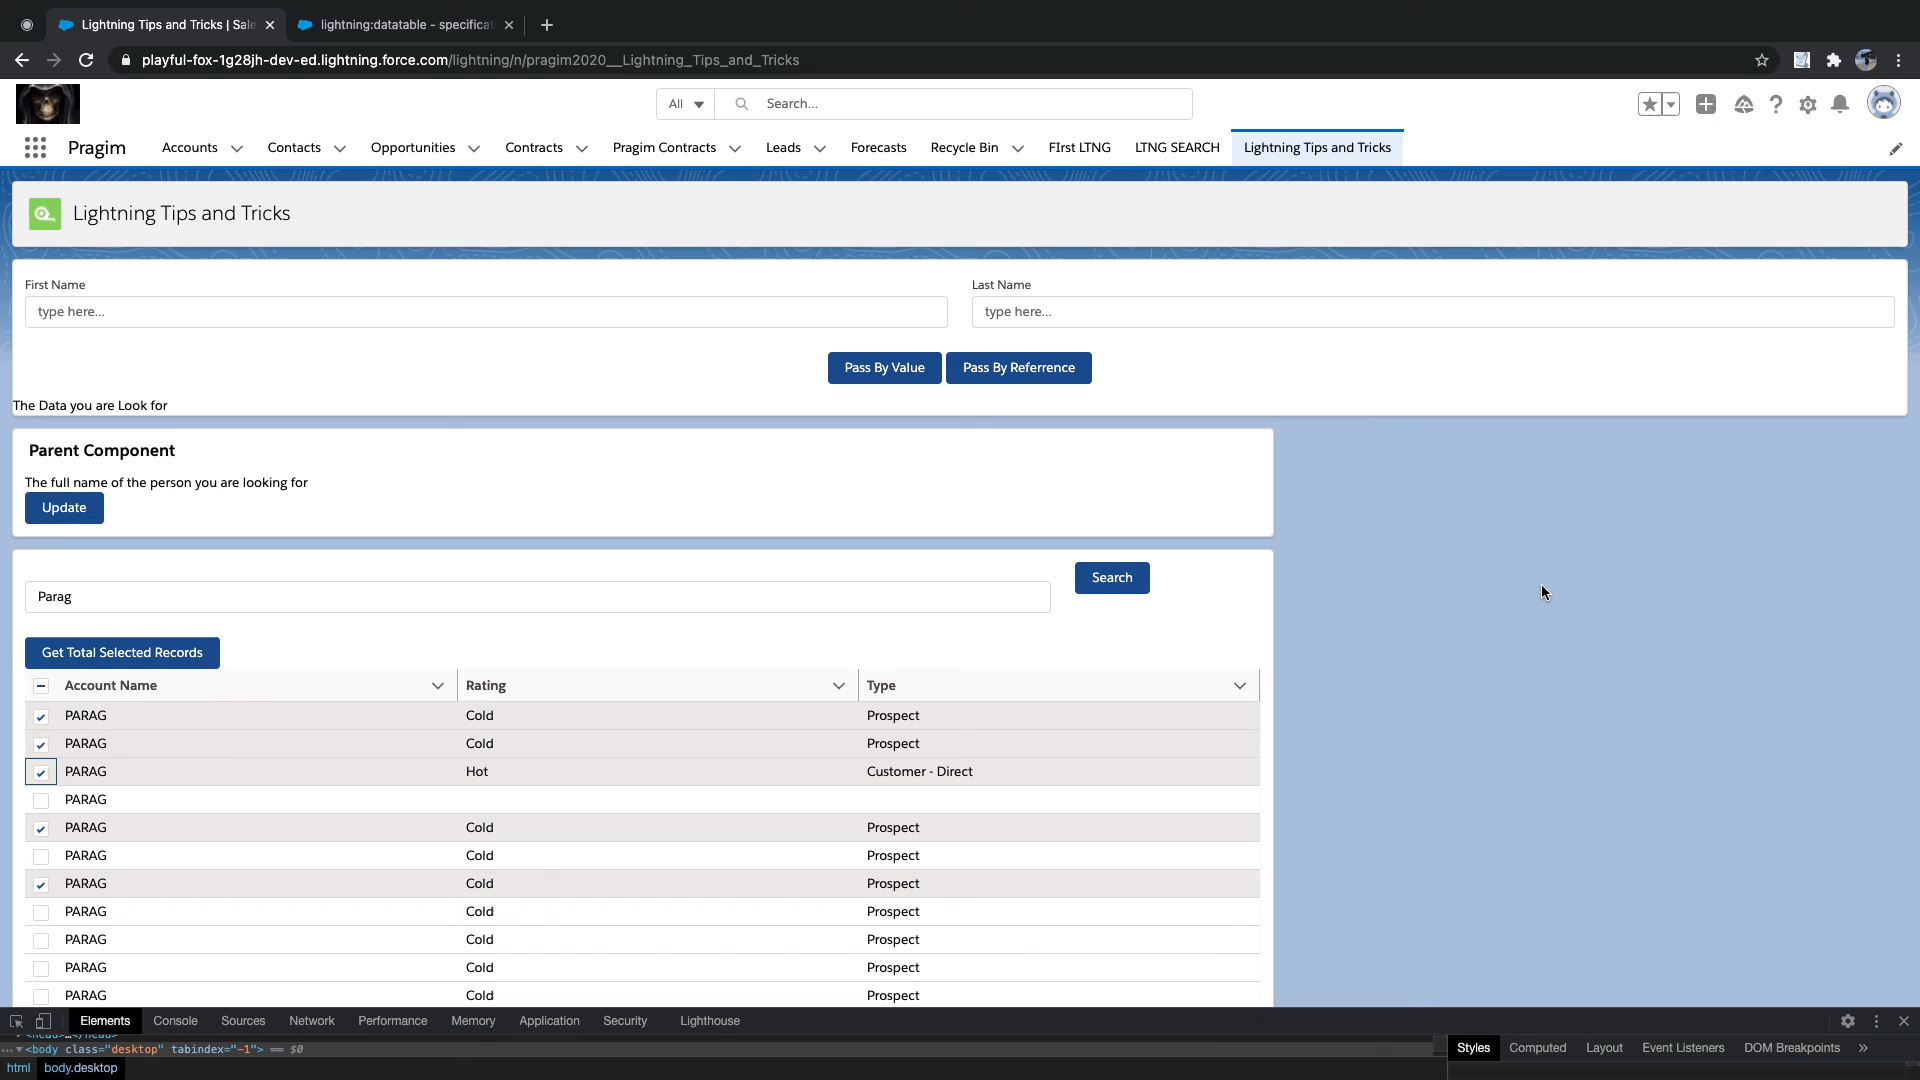 Lightning Tips and Tricks | Sale
lightning:datatable - specificat
playful-fox-1g28jh-dev-ed.lightning.force.com/lightning/n/pragim2020__Lightning_Tips_and_Tricks
All
Search...
Pragim
Accounts
Contacts
Opportunities
Contracts
Pragim Contracts
Leads
Forecasts
Recycle Bin
FIrst LTNG
LTNG SEARCH
Lightning Tips and Tricks
Lightning Tips and Tricks
First Name
Last Name
type here...
type here...
Pass By Value
Pass By Referrence
The Data you are Look for
Parent Component
The full name of the person you are looking for
Update
Search
Parag
Get Total Selected Records
Account Name Rating Type
PARAG Cold Prospect
PARAG Cold Prospect
PARAG Hot Customer - Direct
PARAG
PARAG Cold Prospect
PARAG Cold Prospect
PARAG Cold Prospect
PARAG Cold Prospect
PARAG Cold Prospect
PARAG Cold Prospect
PARAG Cold Prospect
Elements Console Sources Network Performance Memory Application Security Lighthouse
<body class="desktop" tabindex="-1"> == $0
Styles Computed Layout Event Listeners DOM Breakpoints
html body.desktop